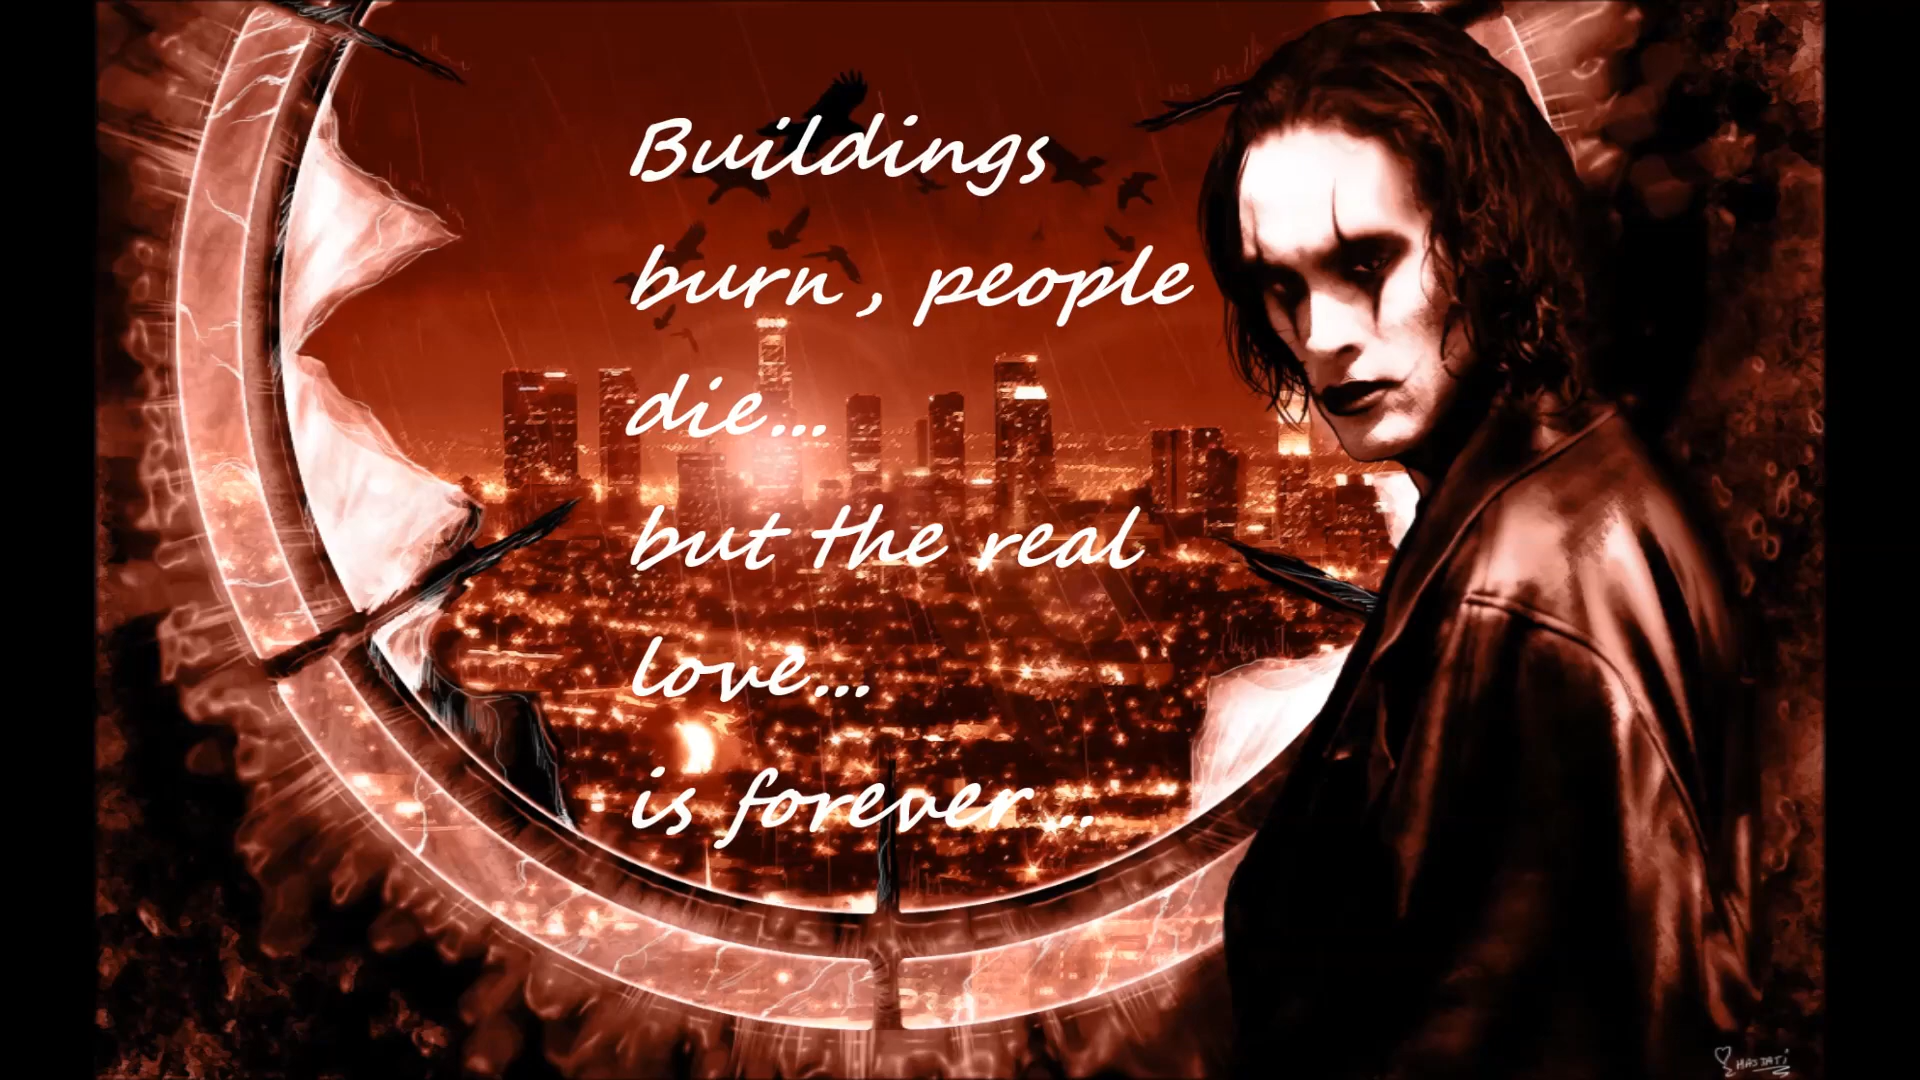 Buildings
burn, people
die...
but the real
love...
is forever...